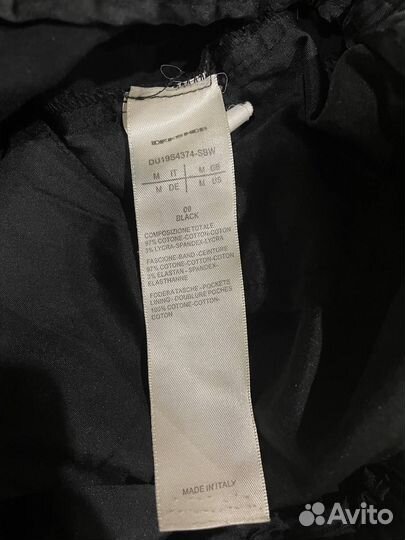 DRKSHDW
DU19S4374-SBW
M IT M GB
M DE M US
09
BLACK
COMPOSIZIONE TOTALE
97% COTONE-COTTON-COTON
3% LYCRA-SPANDEX-LYCRA
FASCIONE-BAND-CEINTURE
97% COTONE-COTTON-COTON
3% ELASTAN - SPANDEX-
ELASTHANNE
FODERATASCHE - POCKETS
LINING - DOUBLURE POCHES
100% COTONE-COTTON-
COTON
MADE IN ITALY
Avito